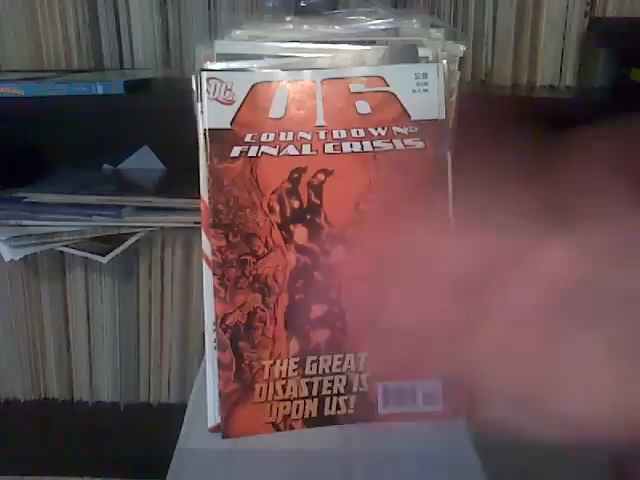 DC
06
COUNTDOWN TO
FINAL CRISIS
THE GREAT
DISASTER IS
UPON US!